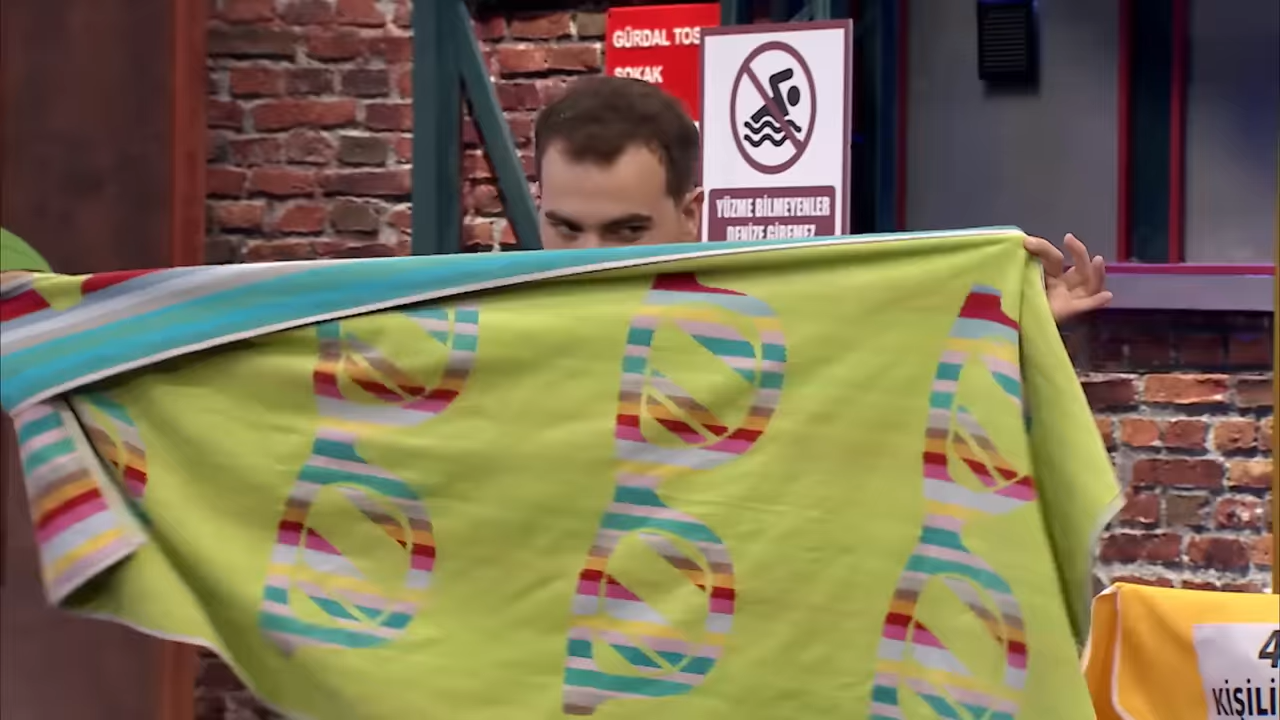 GÜRDAL TOS
SOKAK
YÜZME BİLMEYENLER
DENİZE GİREMEZ
4
KİŞİLİ